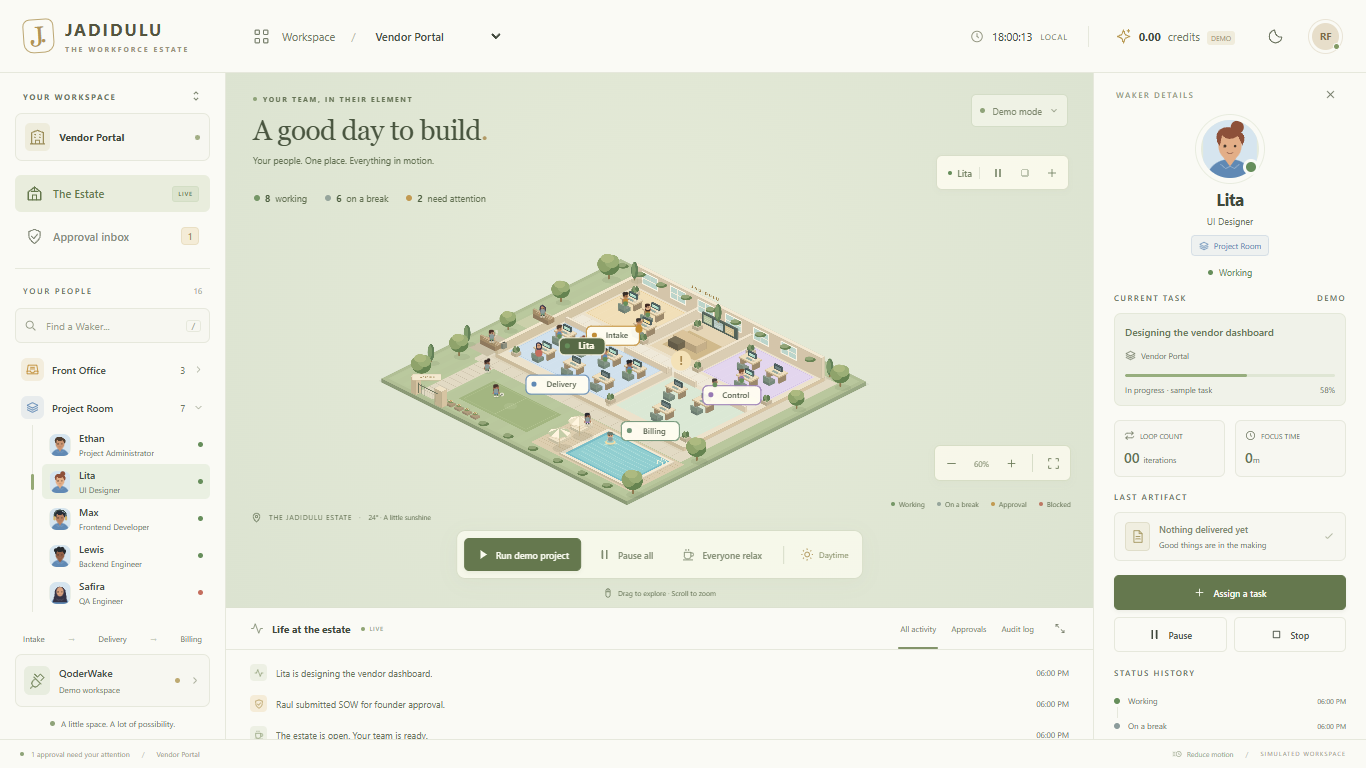 J.
JADIDULU
THE WORKFORCE ESTATE
Workspace / Vendor Portal
18:00:13 LOCAL
0.00 credits DEMO
RF
YOUR WORKSPACE
Vendor Portal
The Estate LIVE
Approval inbox 1
YOUR PEOPLE 16
Find a Waker... /
Front Office 3
Project Room 7
Ethan
Project Administrator
Lita
UI Designer
Max
Frontend Developer
Lewis
Backend Engineer
Safira
QA Engineer
Intake → Delivery → Billing
QoderWake
Demo workspace
A little space. A lot of possibility.
YOUR TEAM, IN THEIR ELEMENT
A good day to build.
Your people. One place. Everything in motion.
8 working 6 on a break 2 need attention
Demo mode
Lita
Intake
Lita
Delivery
Control
Billing
60%
Working On a break Approval Blocked
THE JADIDULU ESTATE · 24° · A little sunshine
Run demo project Pause all Everyone relax Daytime
Drag to explore · Scroll to zoom
Life at the estate LIVE
All activity Approvals Audit log
Lita is designing the vendor dashboard. 06:00 PM
Raul submitted SOW for founder approval. 06:00 PM
The estate is open. Your team is ready. 06:00 PM
WAKER DETAILS
Lita
UI Designer
Project Room
Working
CURRENT TASK DEMO
Designing the vendor dashboard
Vendor Portal
In progress · sample task 58%
LOOP COUNT
00 iterations
FOCUS TIME
0m
LAST ARTIFACT
Nothing delivered yet
Good things are in the making
Assign a task
Pause Stop
STATUS HISTORY
Working 06:00 PM
On a break 06:00 PM
1 approval need your attention / Vendor Portal
Reduce motion / SIMULATED WORKSPACE